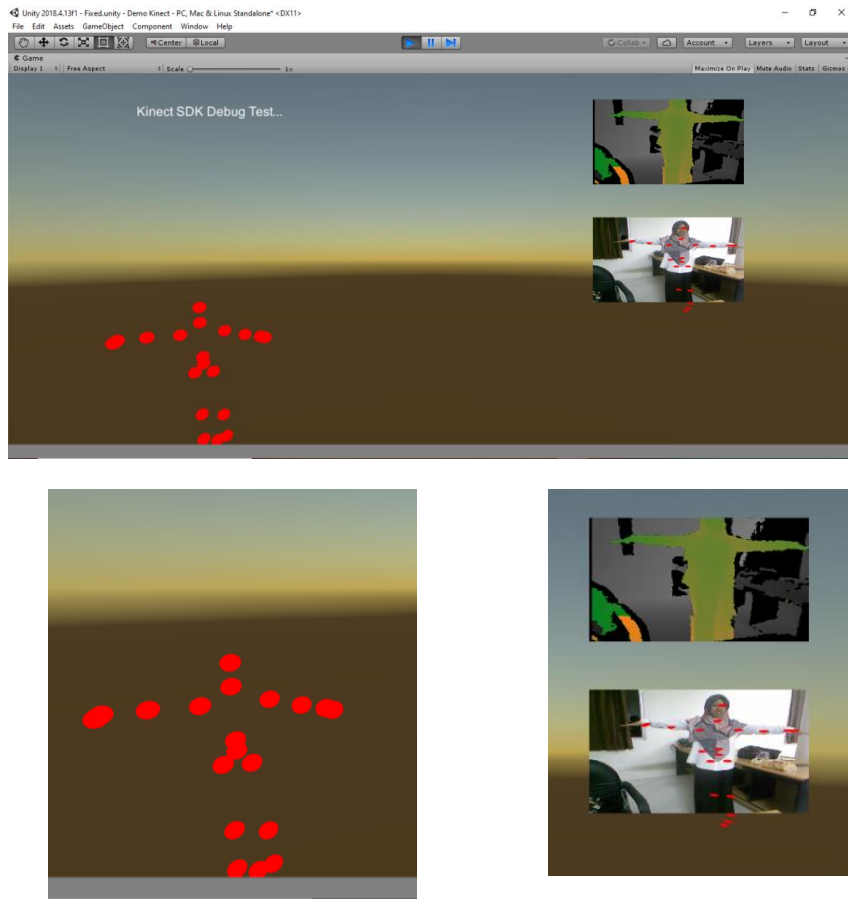 Unity 2018.4.13f1 - Fixed.unity - Demo Kinect - PC, Mac & Linux Standalone* <DX11>
File Edit Assets GameObject Component Window Help
Center Local Collab Account Layers Layout
Game
Display 1 Free Aspect Scale 1x Maximize On Play Mute Audio Stats Gizmos
Kinect SDK Debug Test...